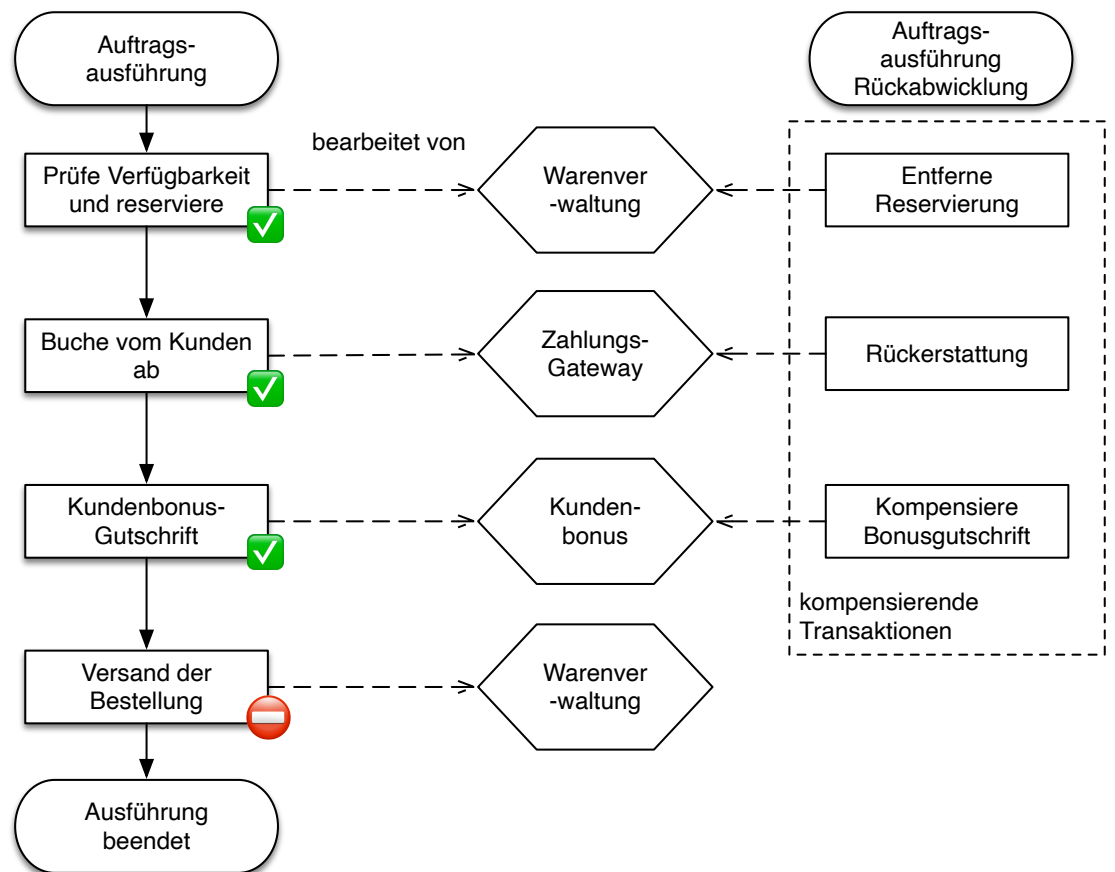 Auftrags-
ausführung
Auftrags-
ausführung
Rückabwicklung
bearbeitet von
Prüfe Verfügbarkeit
und reserviere
Warenver
-waltung
Entferne
Reservierung
Buche vom Kunden
ab
Zahlungs-
Gateway
Rückerstattung
Kundenbonus-
Gutschrift
Kunden-
bonus
Kompensiere
Bonusgutschrift
kompensierende
Transaktionen
Versand der
Bestellung
Warenver
-waltung
Ausführung
beendet